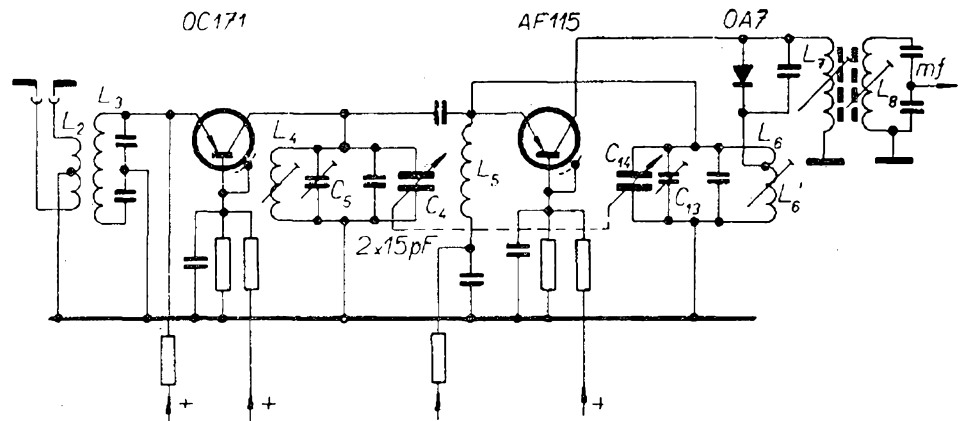 OC171
AF115
OA7
L2
L3
L4
C5
C4
2x15pF
L5
C14
C13
L6
L6'
L7
L8
mf
+
+
+